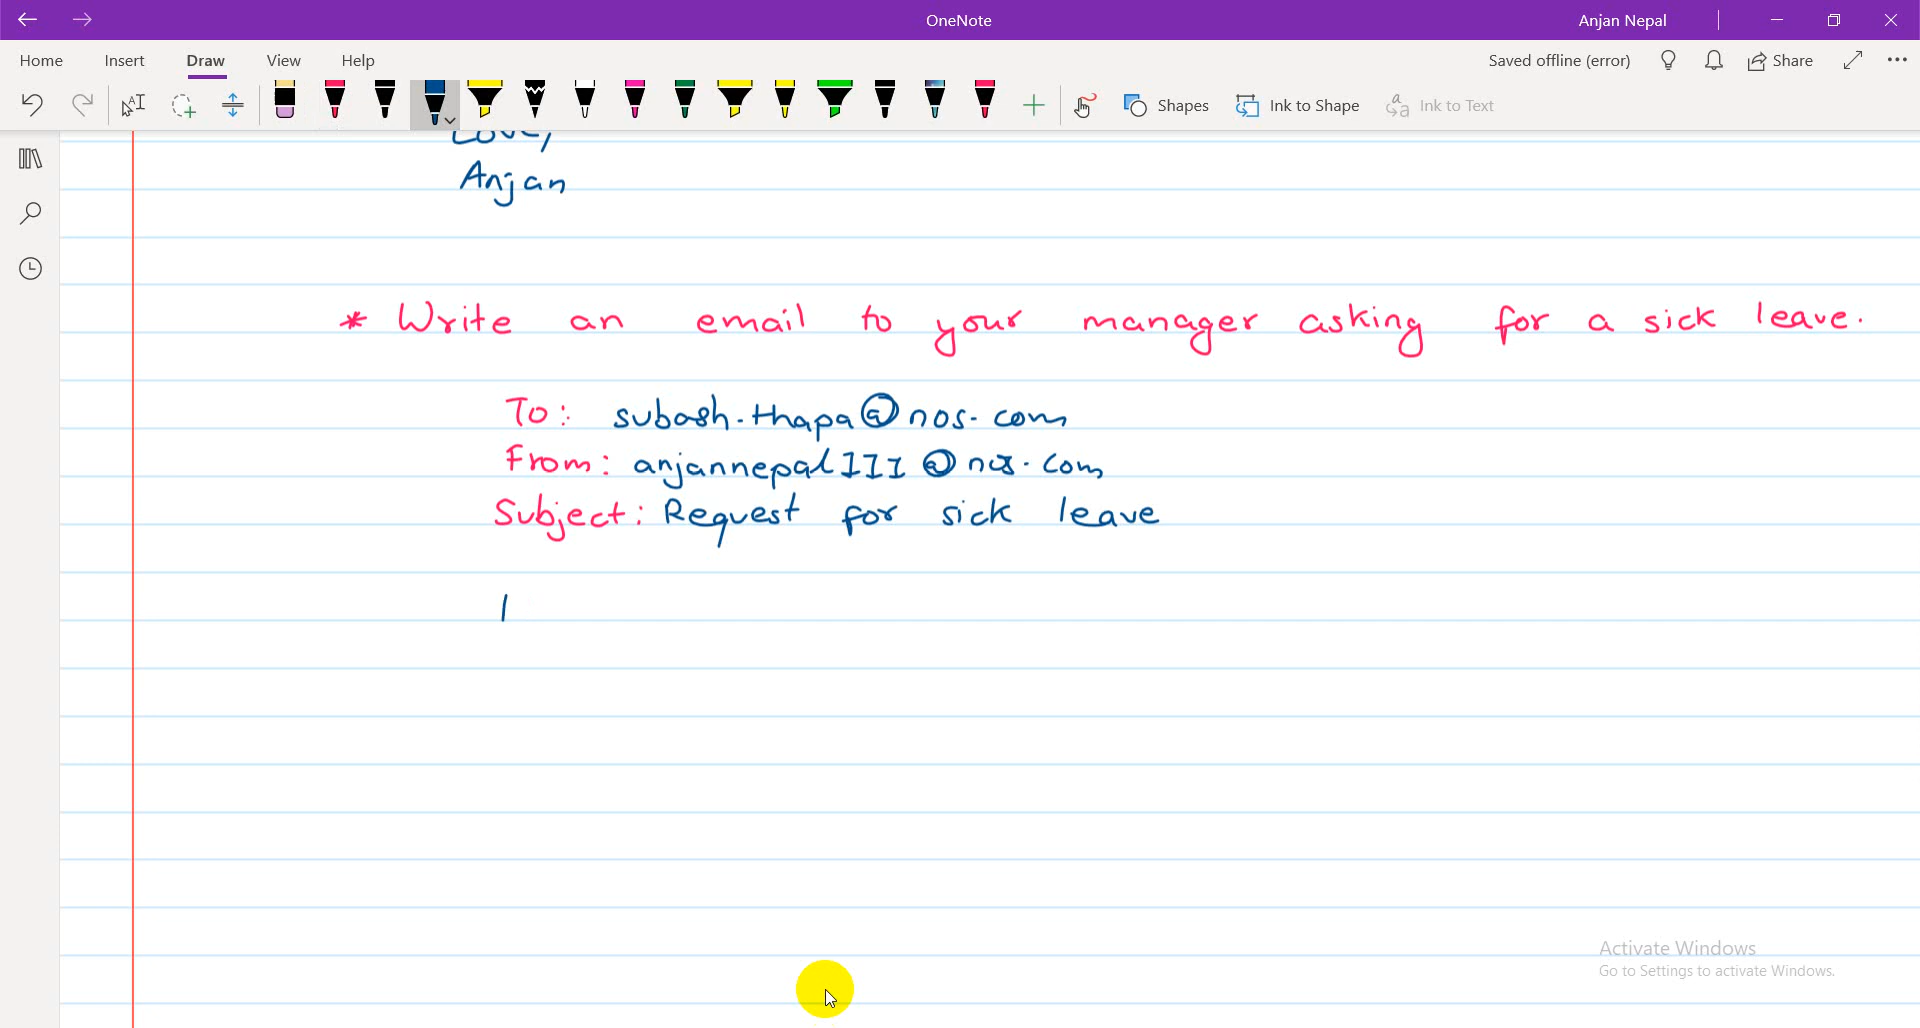 OneNote
Anjan Nepal
Home Insert Draw View Help
Saved offline (error)
Share
Shapes
Ink to Shape
Ink to Text
Love,
Anjan
* Write an email to your manager asking for a sick leave.
To: subash.thapa@nos.com
From: anjannepal111@nos.com
Subject: Request for sick leave
Activate Windows
Go to Settings to activate Windows.